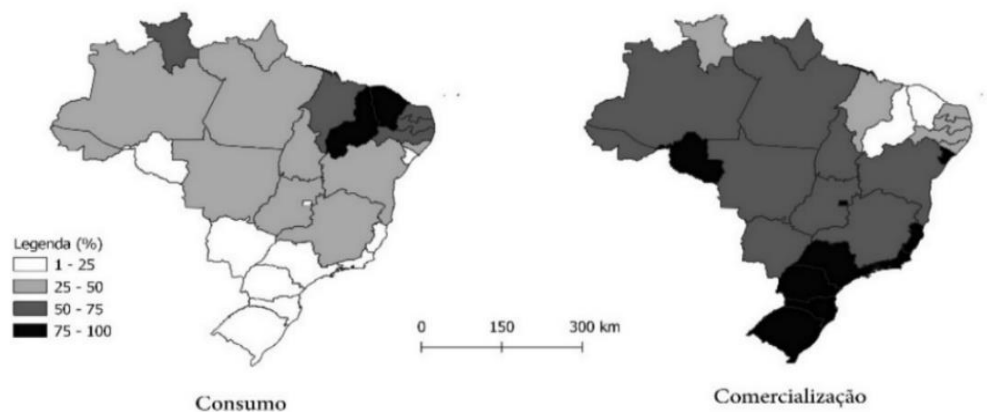 Legenda (%)
1 - 25
25 - 50
50 - 75
75 - 100
0 150 300 km
Consumo
Comercialização